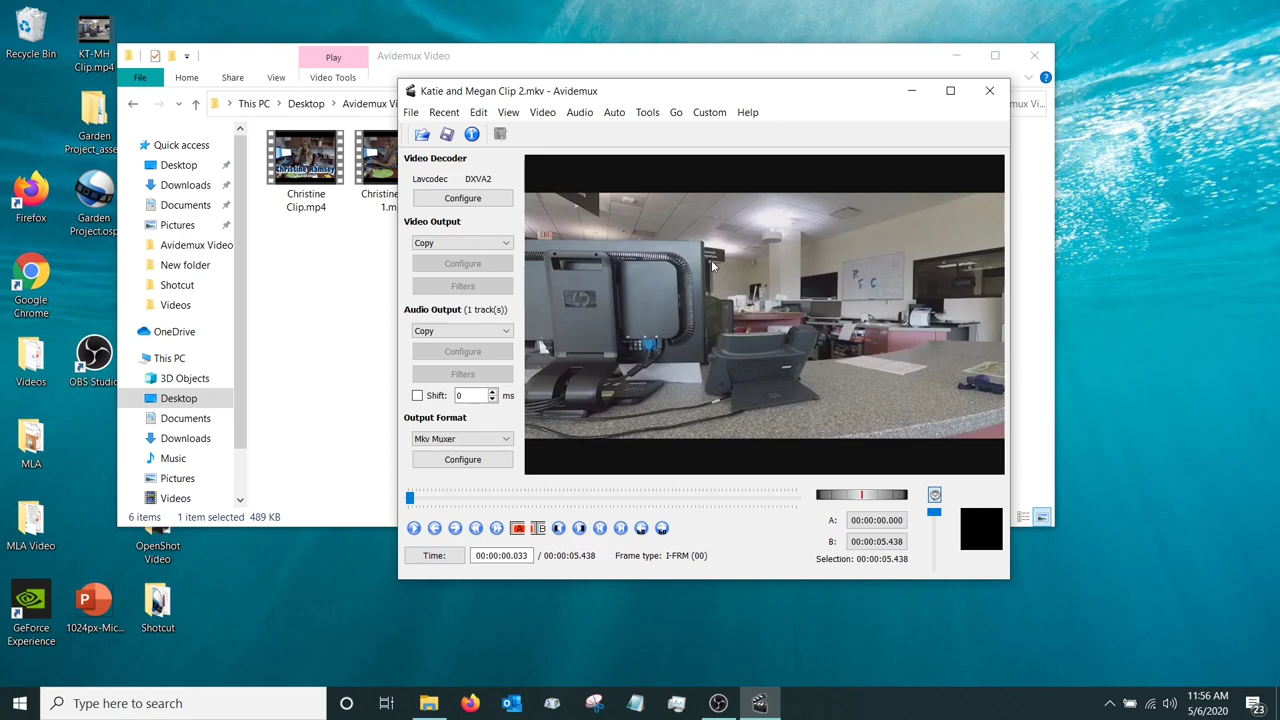 Recycle Bin
KT-MH
Clip.mp4
Garden
Project_asse
Firefox
Garden
Project.osp
Google
Chrome
Videos
OBS Studio
MLA
MLA Video
OpenShot
Video
GeForce
Experience
1024px-Mic...
Shotcut
Play
Avidemux Video
File
Home
Share
View
Video Tools
This PC
Desktop
Avidemux Vi
mux Vi...
Quick access
Desktop
Downloads
Documents
Pictures
Avidemux Video
New folder
Shotcut
Videos
OneDrive
This PC
3D Objects
Desktop
Documents
Downloads
Music
Pictures
Videos
Christine Ramsey
Christine
Clip.mp4
Christin
1.m
6 items
1 item selected 489 KB
Katie and Megan Clip 2.mkv - Avidemux
File
Recent
Edit
View
Video
Audio
Auto
Tools
Go
Custom
Help
Video Decoder
Lavcodec DXVA2
Configure
Video Output
Copy
Configure
Filters
Audio Output (1 track(s))
Copy
Configure
Filters
Shift:
0
ms
Output Format
Mkv Muxer
Configure
A
B
Time:
00:00:00.033
/ 00:00:05.438
Frame type: I-FRM (00)
A:
00:00:00.000
B:
00:00:05.438
Selection: 00:00:05.438
hp
Type here to search
11:56 AM
5/6/2020
23